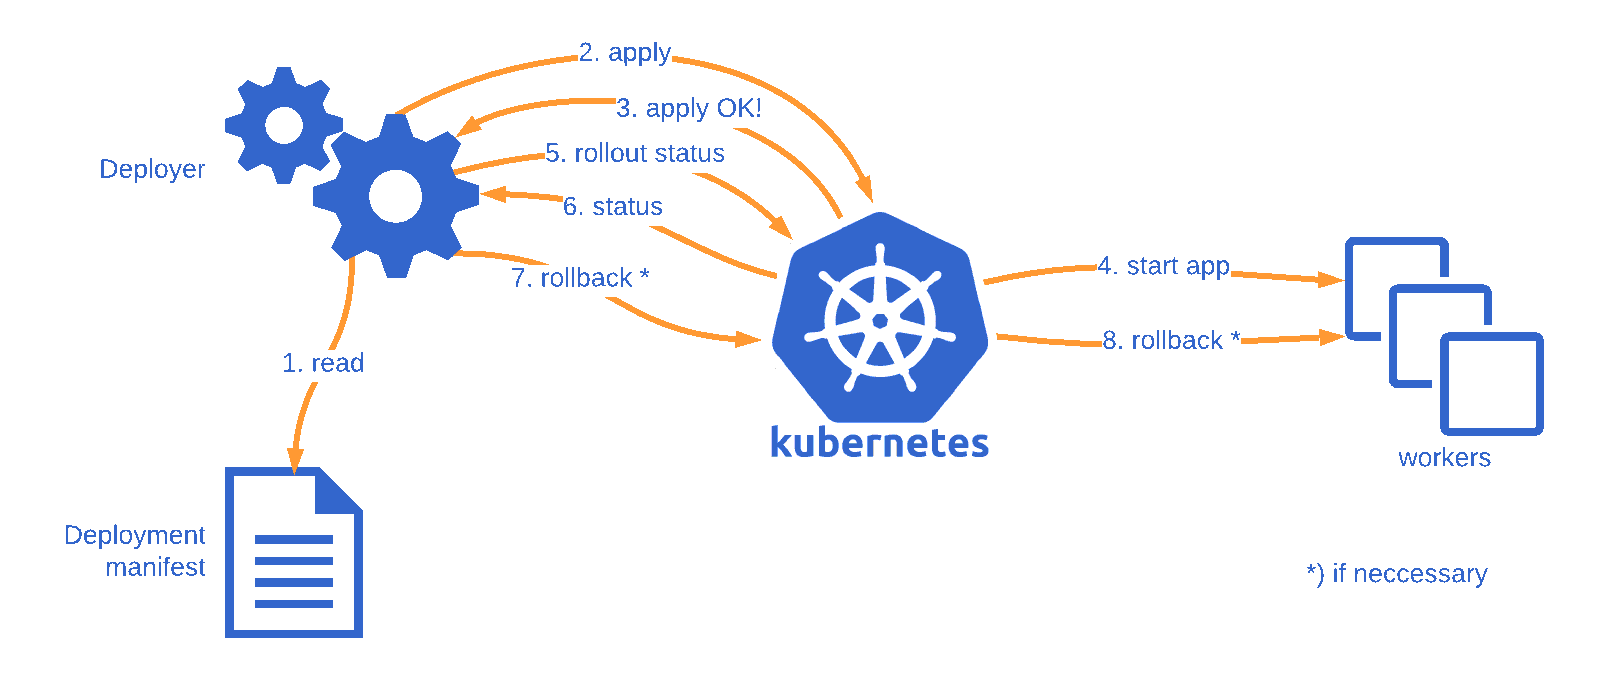 2. apply
3. apply OK!
5. rollout status
Deployer
6. status
7. rollback *
4. start app
8. rollback *
1. read
kubernetes
workers
Deployment
manifest
*) if neccessary